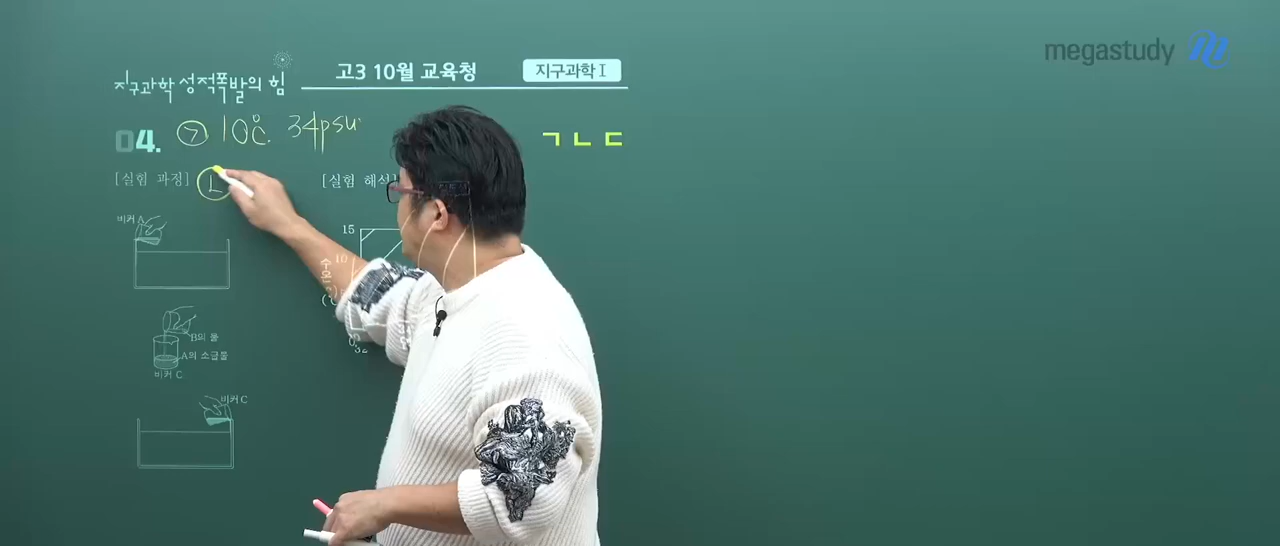 megastudy
지구과학 성적폭발의 힘
고3 10월 교육청
지구과학 I
04.
㉠ 10℃. 34psu.
ㄱ ㄴ ㄷ
[실험 과정]
㉡
[실험 해석]
비커 A
15
10
B의 물
A의 소금물
비커 C
32
비커 C